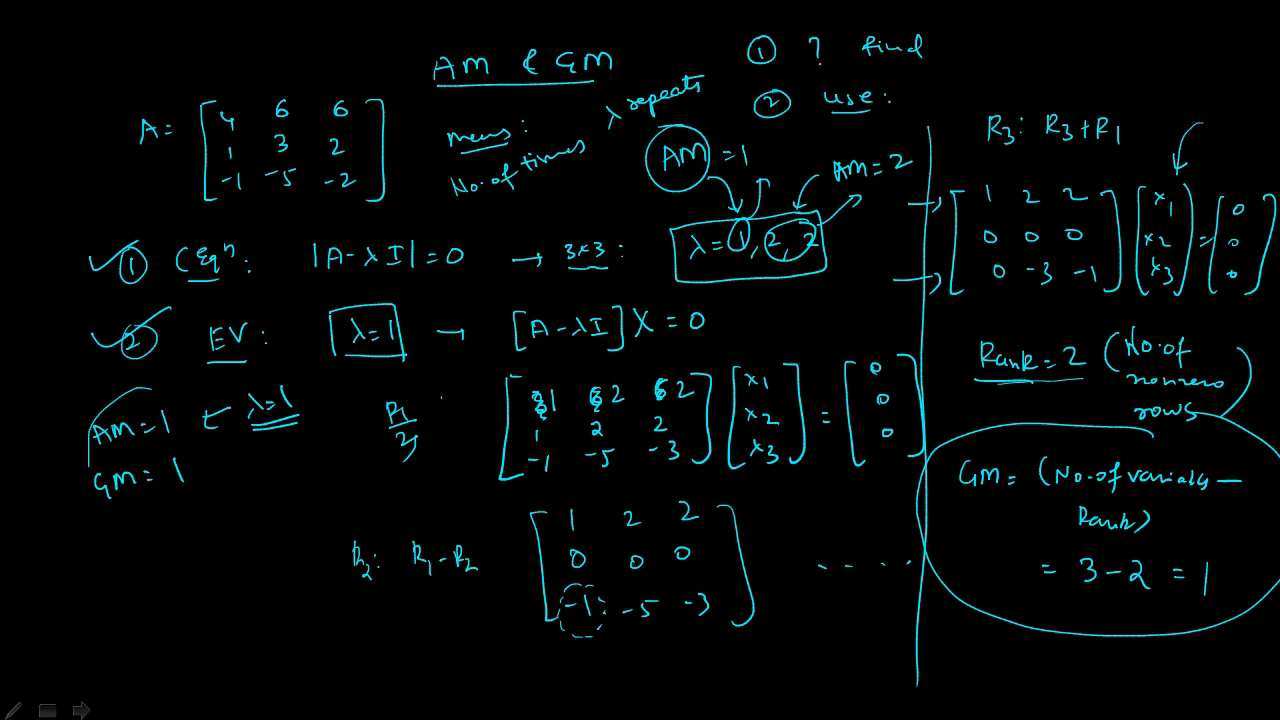 AM & GM
① ? find
② use:
A = [ 4 6 6
1 3 2
-1 -5 -2 ]
means:
No. of times λ repeats
AM = 1
AM = 2
λ = 1, 2, 2
① C Eqn: |A-λI| = 0 → 3×3:
② EV: λ=1 → [A-λI] X = 0
AM = 1 λ=1
GM = 1
R1/3 : [ 1 2 2
1 2 2
-1 -5 -3 ] [ x1 x2 x3 ] = [ 0 0 0 ]
R2: R1 - R2 [ 1 2 2
0 0 0
-1 -5 -3 ] .....
R3: R3+R1
[ 1 2 2
0 0 0
0 -3 -1 ] [ x1 x2 x3 ] = [ 0 0 0 ]
Rank = 2 (No. of
nonzero
rows
GM = (No. of variables —
Rank)
= 3 - 2 = 1